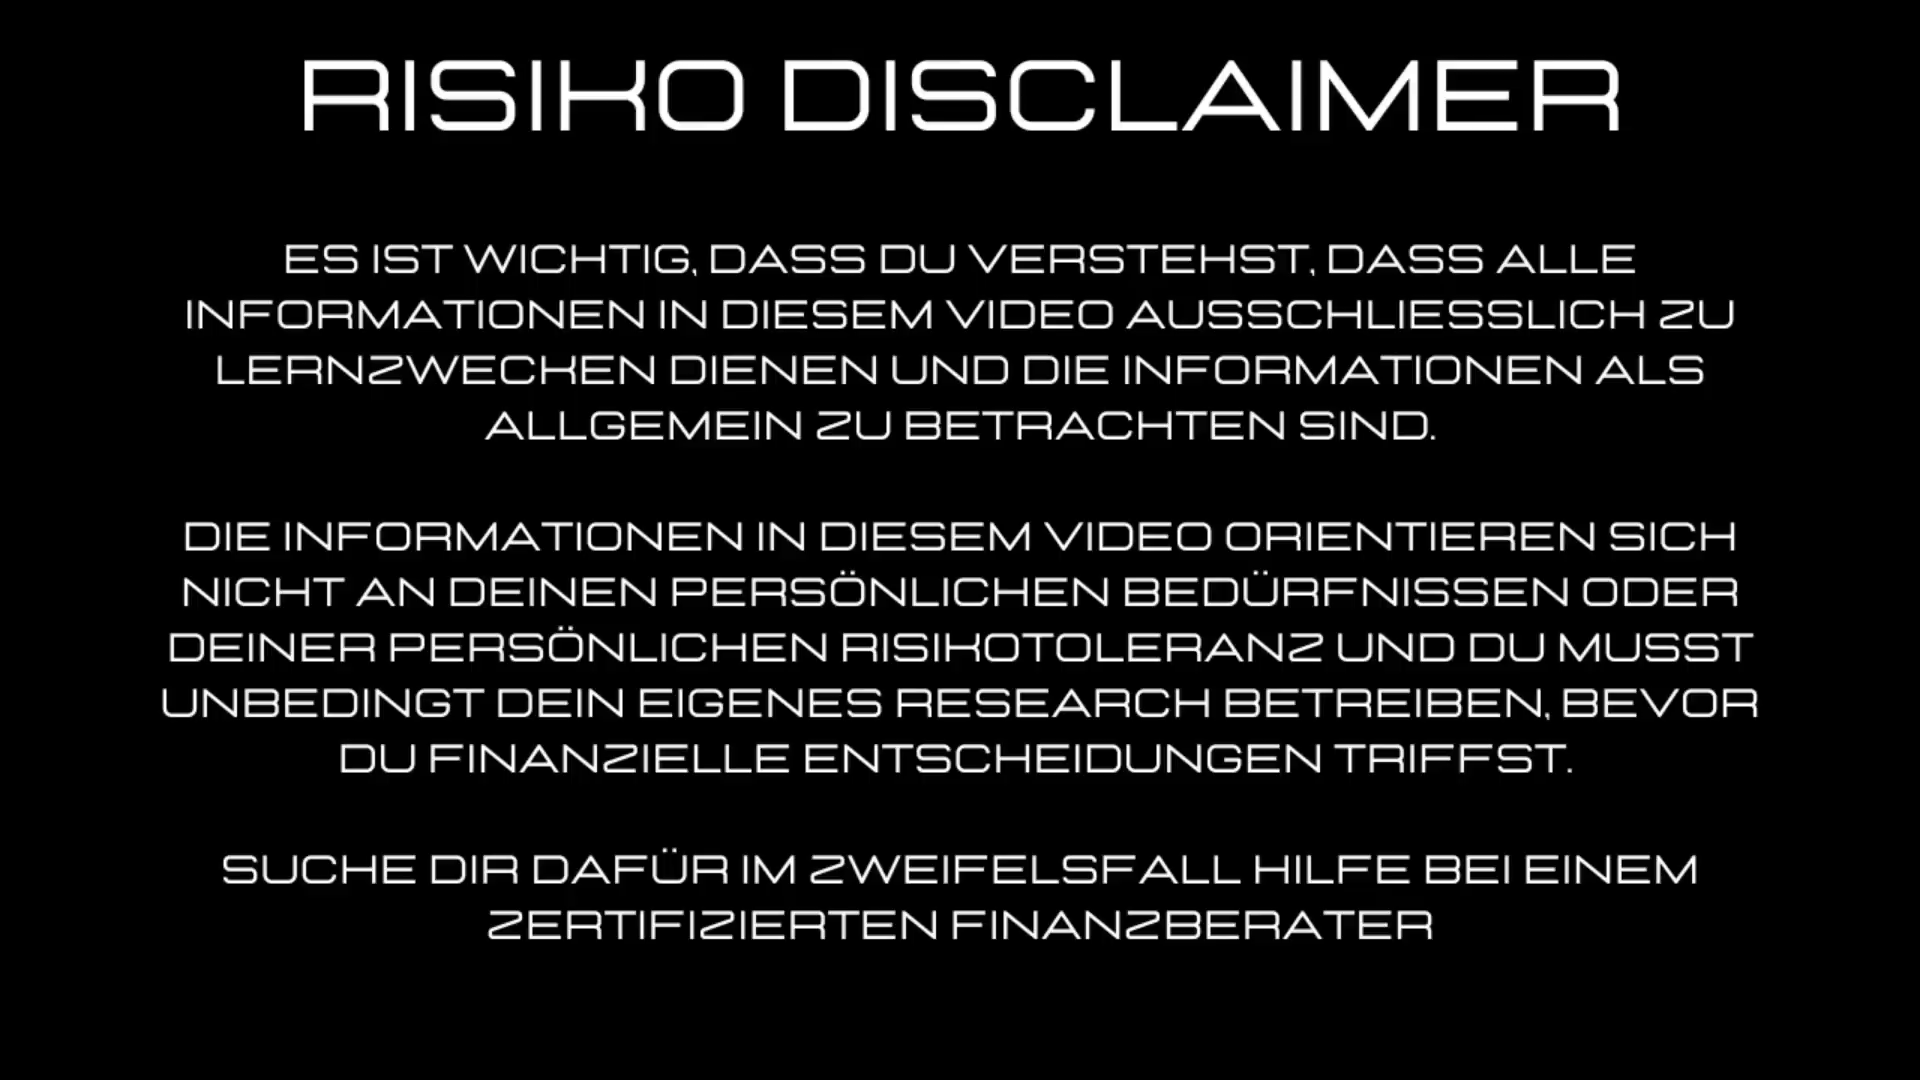 RISIKO DISCLAIMER
ES IST WICHTIG, DASS DU VERSTEHST, DASS ALLE
INFORMATIONEN IN DIESEM VIDEO AUSSCHLIESSLICH ZU
LERNZWECKEN DIENEN UND DIE INFORMATIONEN ALS
ALLGEMEIN ZU BETRACHTEN SIND.
DIE INFORMATIONEN IN DIESEM VIDEO ORIENTIEREN SICH
NICHT AN DEINEN PERSÖNLICHEN BEDÜRFNISSEN ODER
DEINER PERSÖNLICHEN RISIKOTOLERANZ UND DU MUSST
UNBEDINGT DEIN EIGENES RESEARCH BETREIBEN, BEVOR
DU FINANZIELLE ENTSCHEIDUNGEN TRIFFST.
SUCHE DIR DAFÜR IM ZWEIFELSFALL HILFE BEI EINEM
ZERTIFIZIERTEN FINANZBERATER